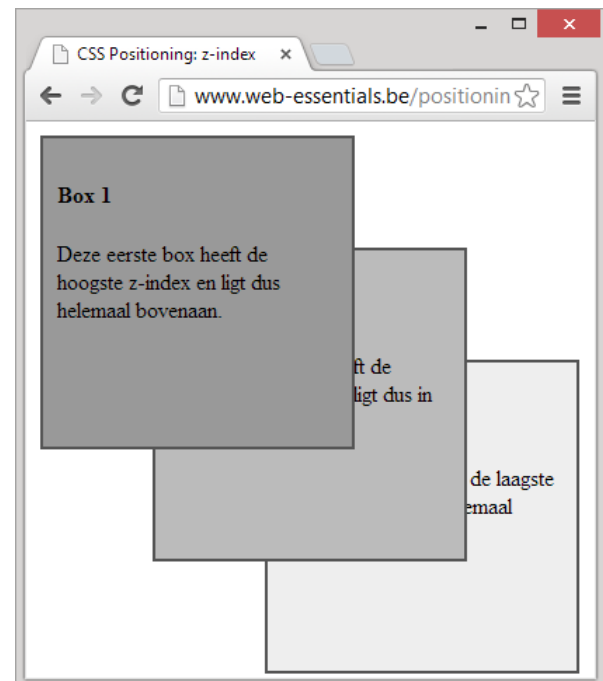 CSS Positioning: z-index
www.web-essentials.be/positionin
Box 1
Deze eerste box heeft de
hoogste z-index en ligt dus
helemaal bovenaan.
ft de
ligt dus in
de laagste
emaal